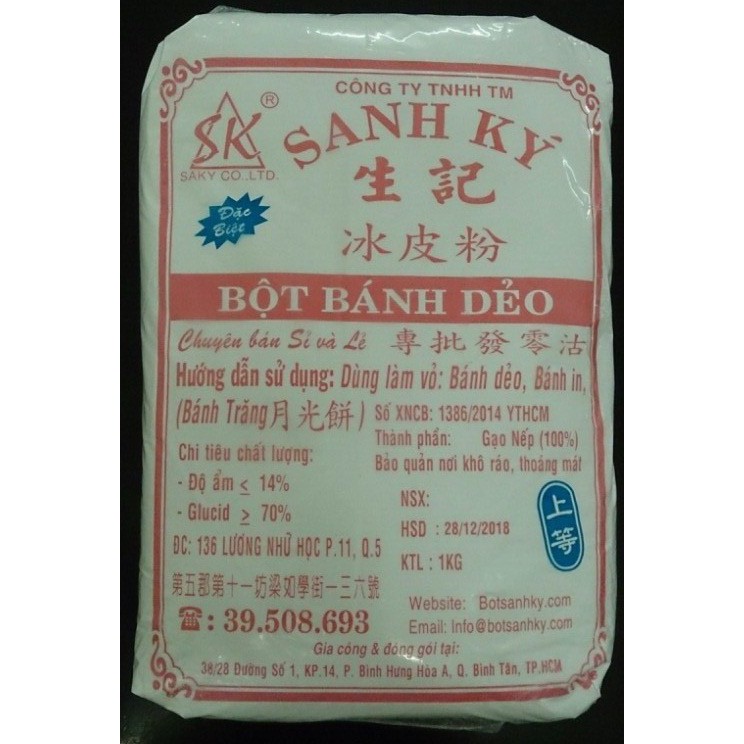 CÔNG TY TNHH TM
SK ®
SAKY CO.,LTD.
SANH KÝ
生記
Đặc Biệt
冰皮粉
BỘT BÁNH DẺO
Chuyên bán Sỉ và Lẻ 專批發零沽
Hướng dẫn sử dụng: Dùng làm vỏ: Bánh dẻo, Bánh in,
(Bánh Trăng月光餅)
Số XNCB: 1386/2014 YTHCM
Thành phần: Gạo Nếp (100%)
Bảo quản nơi khô ráo, thoáng mát
Chỉ tiêu chất lượng:
- Độ ẩm ≤ 14%
- Glucid ≥ 70%
NSX:
HSD : 28/12/2018
KTL : 1KG
上等
ĐC: 136 LƯƠNG NHỮ HỌC P.11, Q.5
第五郡第十一坊梁如學街一三六號
☎: 39.508.693
Website: Botsanhky.com
Email: Info@botsanhky.com
Gia công & đóng gói tại:
38/28 Đường Số 1, KP.14, P. Bình Hưng Hòa A, Q. Bình Tân, TP.HCM